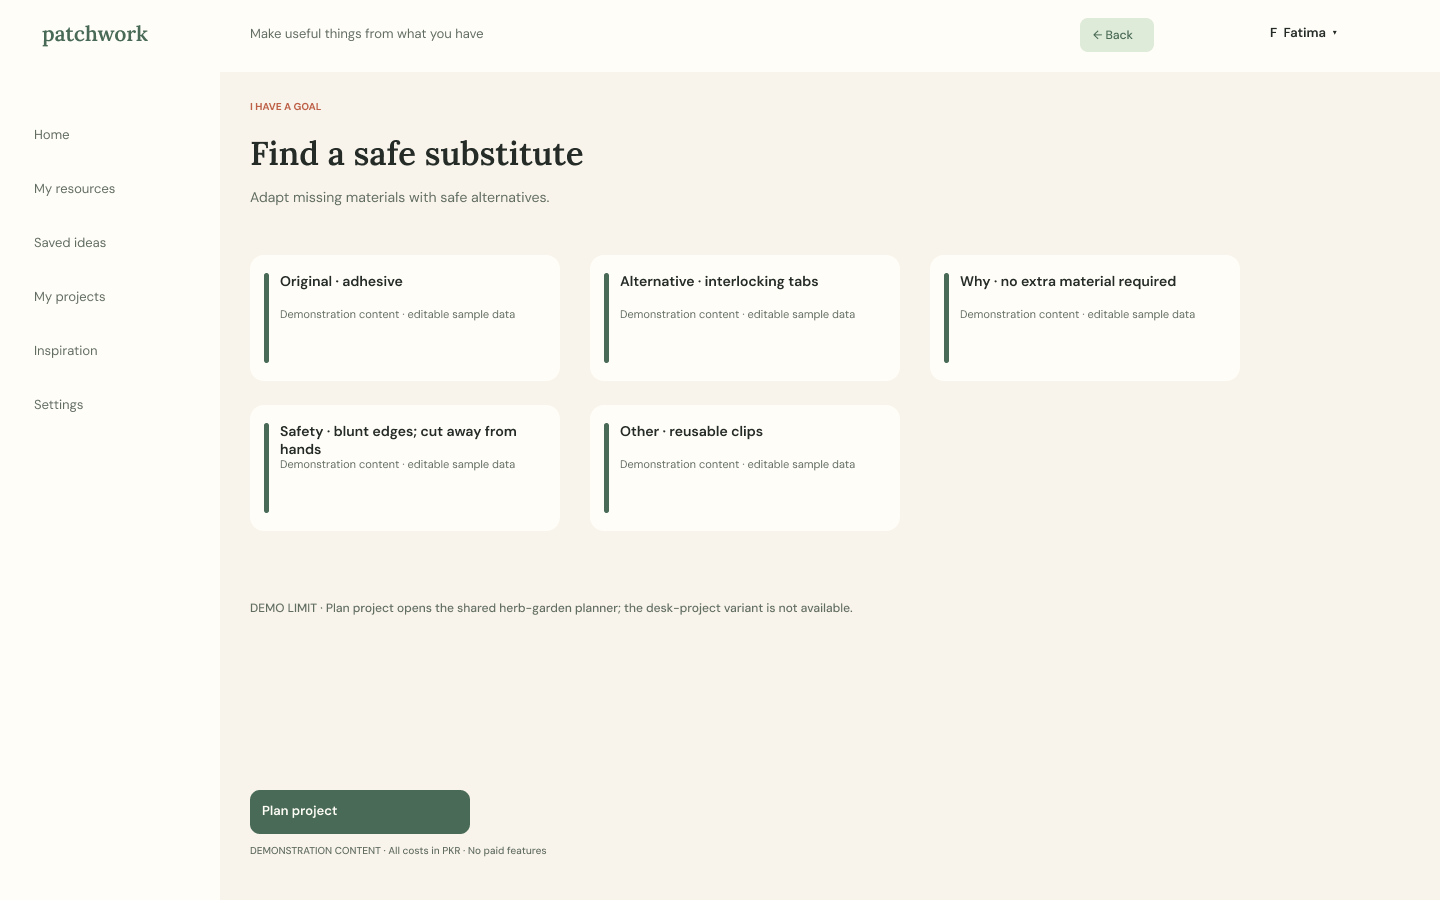 patchwork
Make useful things from what you have
← Back
F Fatima ▾
Home
My resources
Saved ideas
My projects
Inspiration
Settings
I HAVE A GOAL
Find a safe substitute
Adapt missing materials with safe alternatives.
Original · adhesive
Demonstration content · editable sample data
Alternative · interlocking tabs
Demonstration content · editable sample data
Why · no extra material required
Demonstration content · editable sample data
Safety · blunt edges; cut away from
hands
Demonstration content · editable sample data
Other · reusable clips
Demonstration content · editable sample data
DEMO LIMIT · Plan project opens the shared herb-garden planner; the desk-project variant is not available.
Plan project
DEMONSTRATION CONTENT · All costs in PKR · No paid features